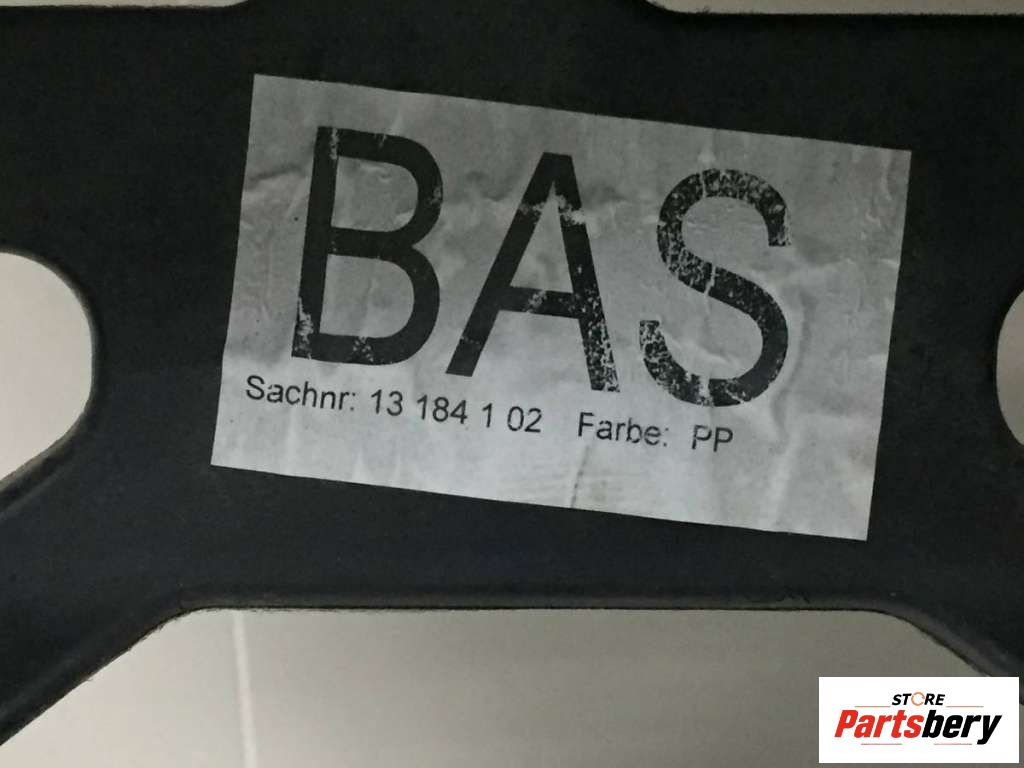 BAS
Sachnr: 13 184 1 02 Farbe: PP
STORE
Partsbery